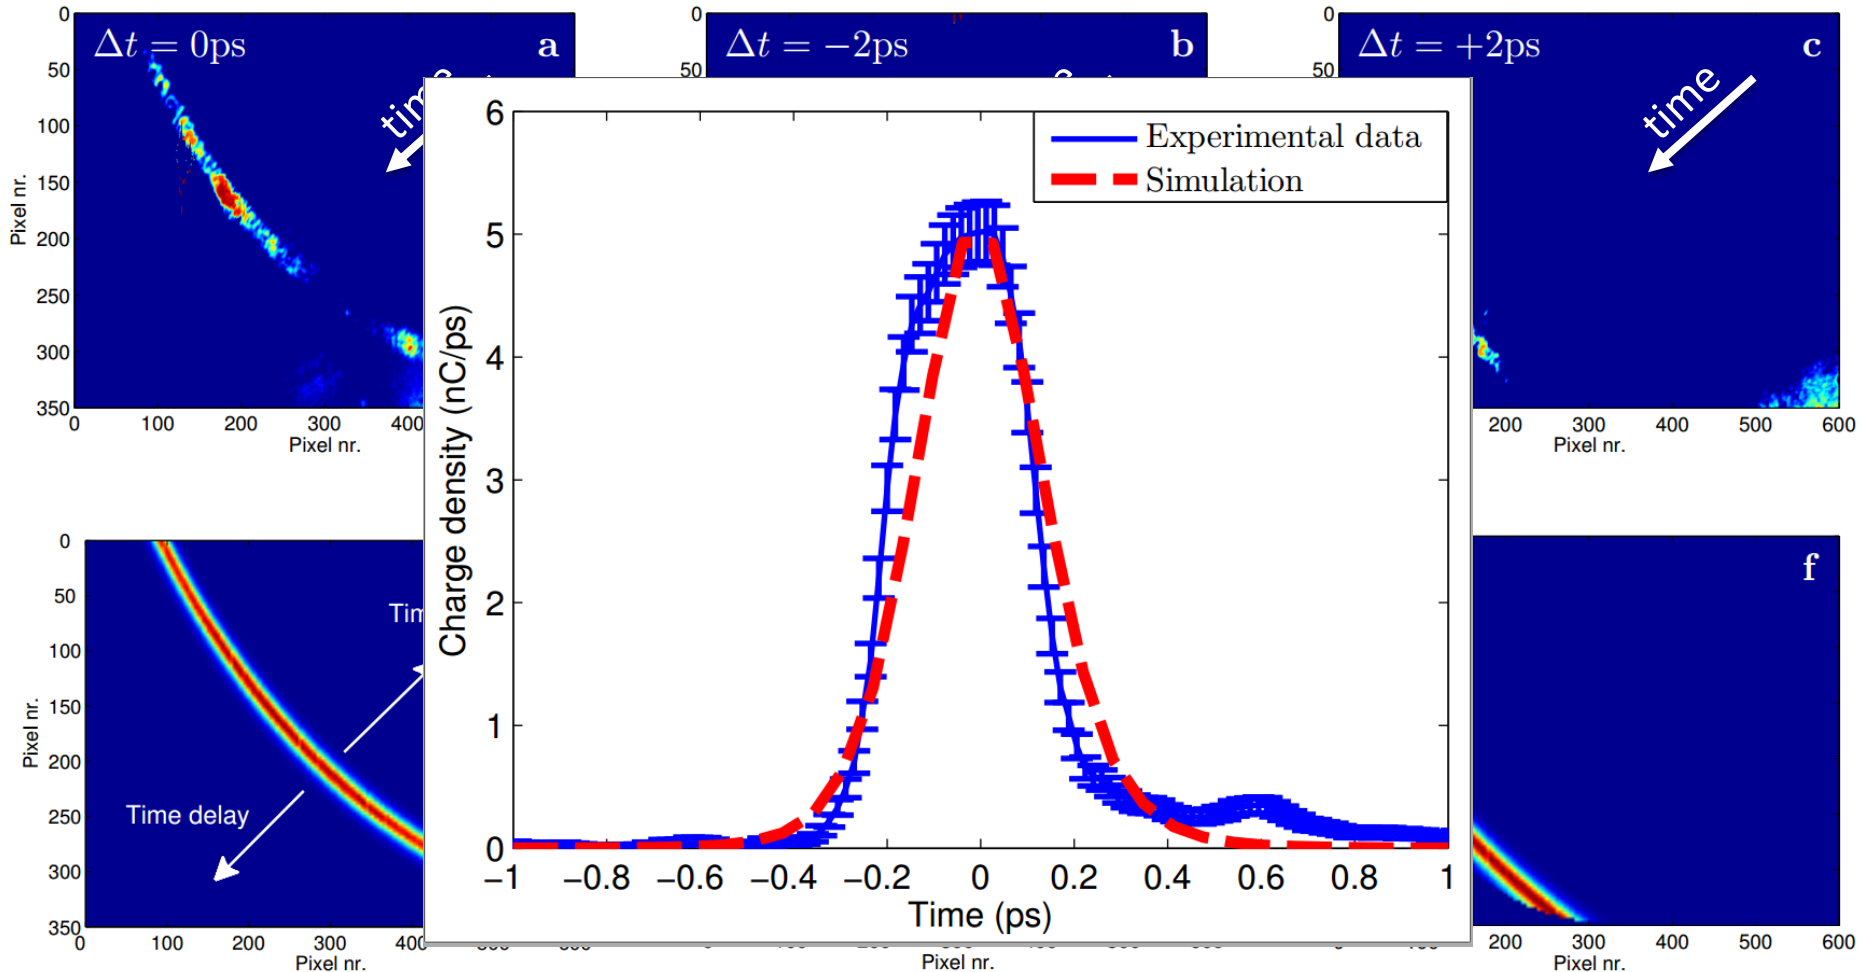 Δt = 0ps
a
Δt = −2ps
b
Δt = +2ps
c
time
0
50
100
150
200
250
300
350
Pixel nr.
0
100
200
300
400
Pixel nr.
0
50
0
time
200
300
400
500
600
Pixel nr.
6
5
4
3
2
1
0
Charge density (nC/ps)
Experimental data
Simulation
−1
−0.8
−0.6
−0.4
−0.2
0
0.2
0.4
0.6
0.8
1
Time (ps)
0
50
100
150
200
250
300
350
Pixel nr.
Time delay
0
100
200
300
Pixel nr.
Pixel nr.
f
200
300
400
500
600
Pixel nr.